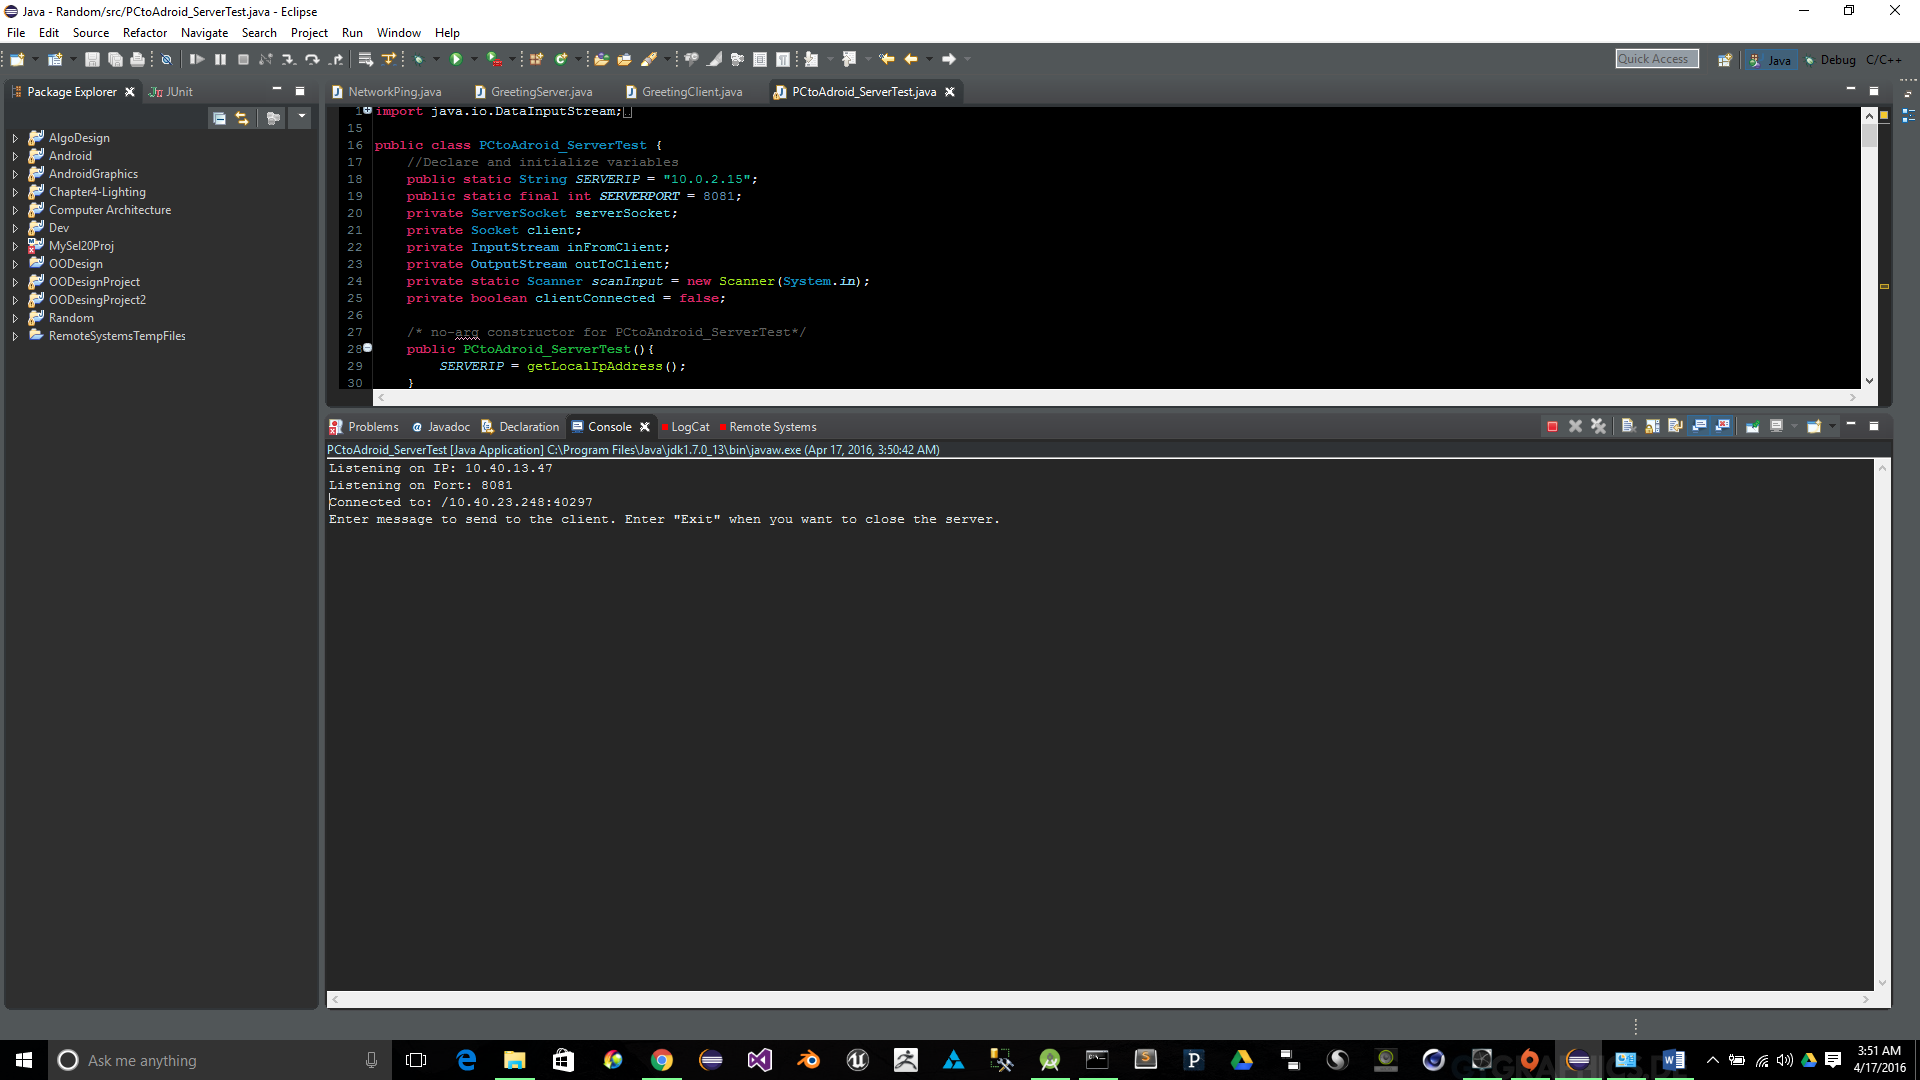 Java - Random/src/PCtoAdroid_ServerTest.java - Eclipse
File Edit Source Refactor Navigate Search Project Run Window Help
Quick Access Java Debug C/C++
Package Explorer JUnit
AlgoDesign
Android
AndroidGraphics
Chapter4-Lighting
Computer Architecture
Dev
MySel20Proj
OODesign
OODesignProject
OODesingProject2
Random
RemoteSystemsTempFiles
NetworkPing.java GreetingServer.java GreetingClient.java PCtoAdroid_ServerTest.java
1 import java.io.DataInputStream;
15
16 public class PCtoAdroid_ServerTest {
17 //Declare and initialize variables
18 public static String SERVERIP = "10.0.2.15";
19 public static final int SERVERPORT = 8081;
20 private ServerSocket serverSocket;
21 private Socket client;
22 private InputStream inFromClient;
23 private OutputStream outToClient;
24 private static Scanner scanInput = new Scanner(System.in);
25 private boolean clientConnected = false;
26
27 /* no-arg constructor for PCtoAndroid_ServerTest*/
28 public PCtoAdroid_ServerTest(){
29 SERVERIP = getLocalIpAddress();
30 }
Problems Javadoc Declaration Console LogCat Remote Systems
PCtoAdroid_ServerTest [Java Application] C:\Program Files\Java\jdk1.7.0_13\bin\javaw.exe (Apr 17, 2016, 3:50:42 AM)
Listening on IP: 10.40.13.47
Listening on Port: 8081
Connected to: /10.40.23.248:40297
Enter message to send to the client. Enter "Exit" when you want to close the server.
Ask me anything
3:51 AM
4/17/2016